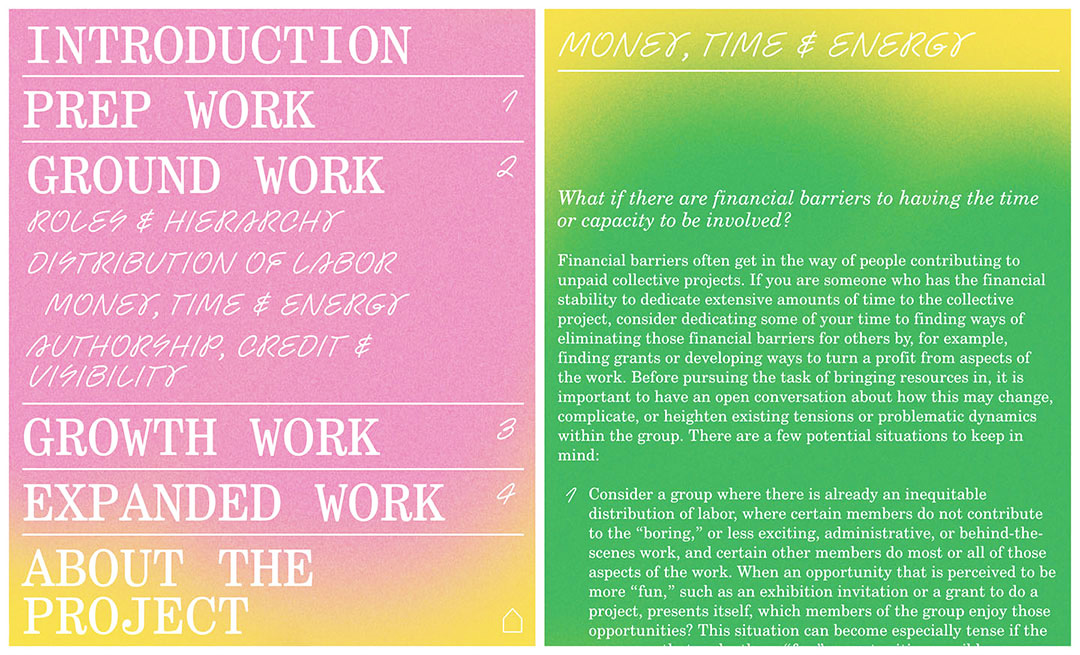 INTRODUCTION
PREP WORK 1
GROUND WORK 2
ROLES & HIERARCHY
DISTRIBUTION OF LABOR
MONEY, TIME & ENERGY
AUTHORSHIP, CREDIT &
VISIBILITY
GROWTH WORK 3
EXPANDED WORK 4
ABOUT THE
PROJECT
MONEY, TIME & ENERGY
What if there are financial barriers to having the time
or capacity to be involved?
Financial barriers often get in the way of people contributing to
unpaid collective projects. If you are someone who has the financial
stability to dedicate extensive amounts of time to the collective
project, consider dedicating some of your time to finding ways of
eliminating those financial barriers for others by, for example,
finding grants or developing ways to turn a profit from aspects of
the work. Before pursuing the task of bringing resources in, it is
important to have an open conversation about how this may change,
complicate, or heighten existing tensions or problematic dynamics
within the group. There are a few potential situations to keep in
mind:
1 Consider a group where there is already an inequitable
distribution of labor, where certain members do not contribute
to the “boring,” or less exciting, administrative, or behind-the-
scenes work, and certain other members do most or all of those
aspects of the work. When an opportunity that is perceived to be
more “fun,” such as an exhibition invitation or a grant to do a
project, presents itself, which members of the group enjoy those
opportunities? This situation can become especially tense if the